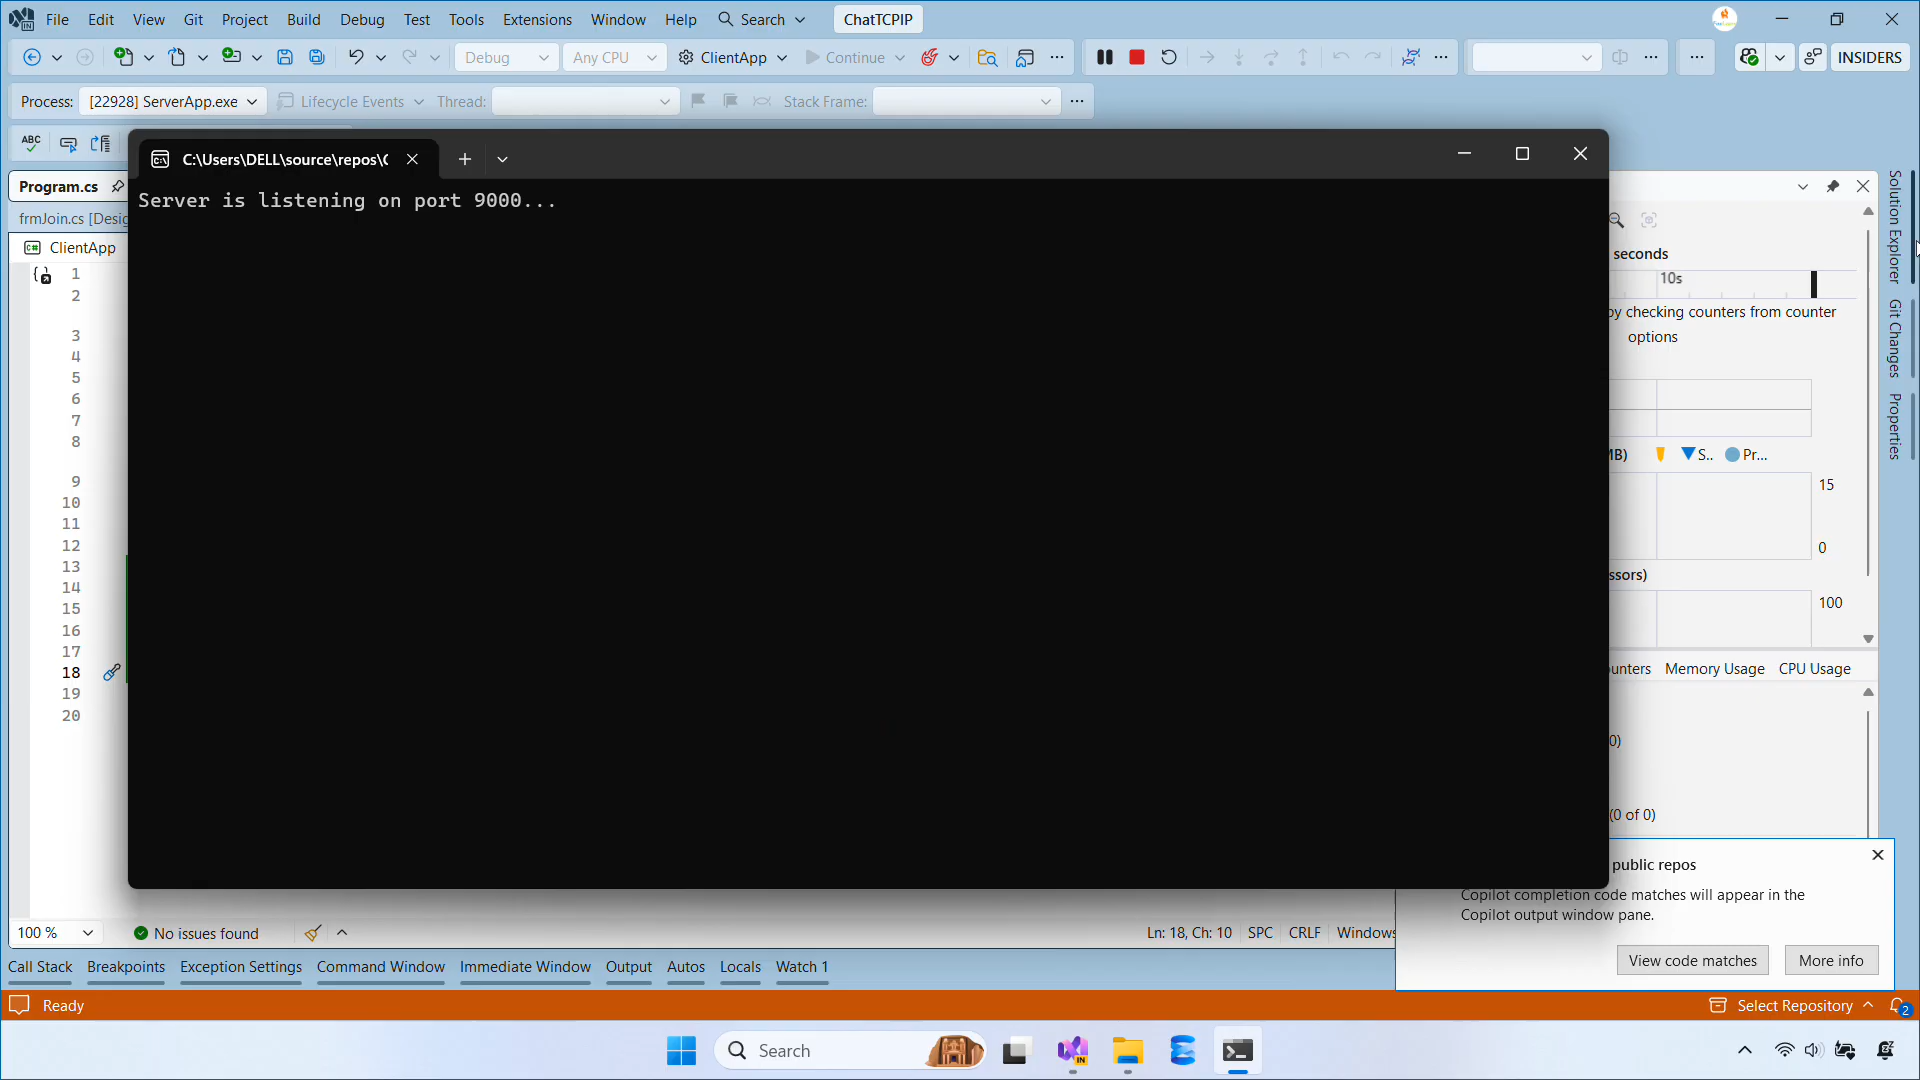 File Edit View Git Project Build Debug Test Tools Extensions Window Help Search ChatTCPIP
Debug Any CPU ClientApp Continue INSIDERS
Process: [22928] ServerApp.exe Lifecycle Events Thread: Stack Frame:
ABC
C:\Users\DELL\source\repos\C
Server is listening on port 9000...
Program.cs
frmJoin.cs [Desig
ClientApp
1
2
3
4
5
6
7
8
9
10
11
12
13
14
15
16
17
18
19
20
seconds
10s
by checking counters from counter
options
MB) S.. Pr...
15
0
ssors)
100
unters Memory Usage CPU Usage
0)
(0 of 0)
Solution Explorer
Git Changes
Properties
public repos
Copilot completion code matches will appear in the
Copilot output window pane.
View code matches More info
100 % No issues found Ln: 18, Ch: 10 SPC CRLF Windows
Call Stack Breakpoints Exception Settings Command Window Immediate Window Output Autos Locals Watch 1
Ready Select Repository 2
Search